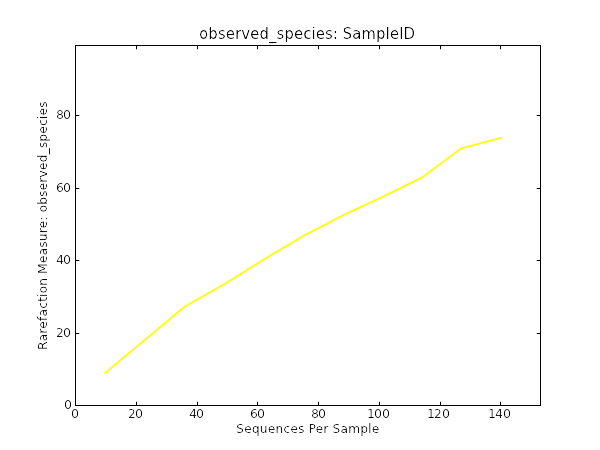 observed_species: SampleID
Rarefaction Measure: observed_species
80
60
40
20
0
0 20 40 60 80 100 120 140
Sequences Per Sample